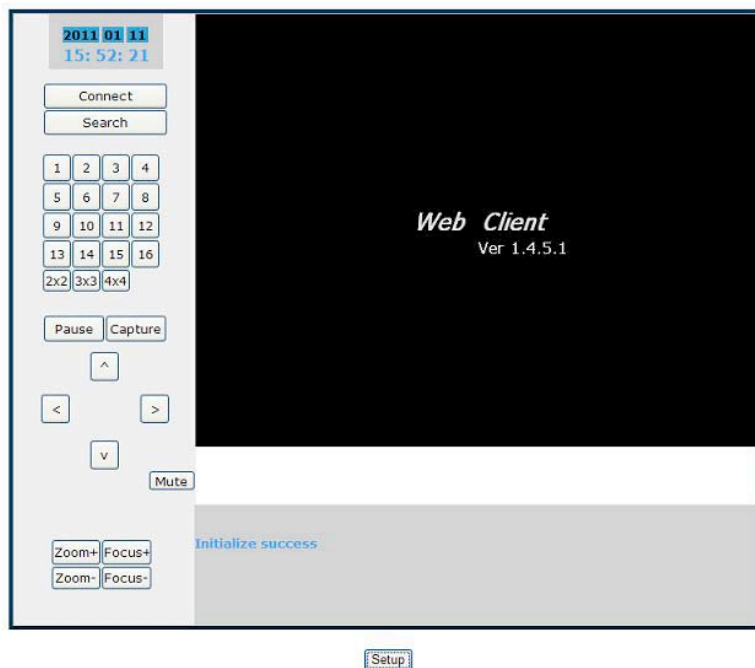 2011 01 11
15: 52: 21
Connect
Search
1 2 3 4
5 6 7 8
9 10 11 12
13 14 15 16
2x2 3x3 4x4
Pause Capture
^
< >
v
Mute
Zoom+ Focus+
Zoom- Focus-
Web Client
Ver 1.4.5.1
Initialize success
Setup